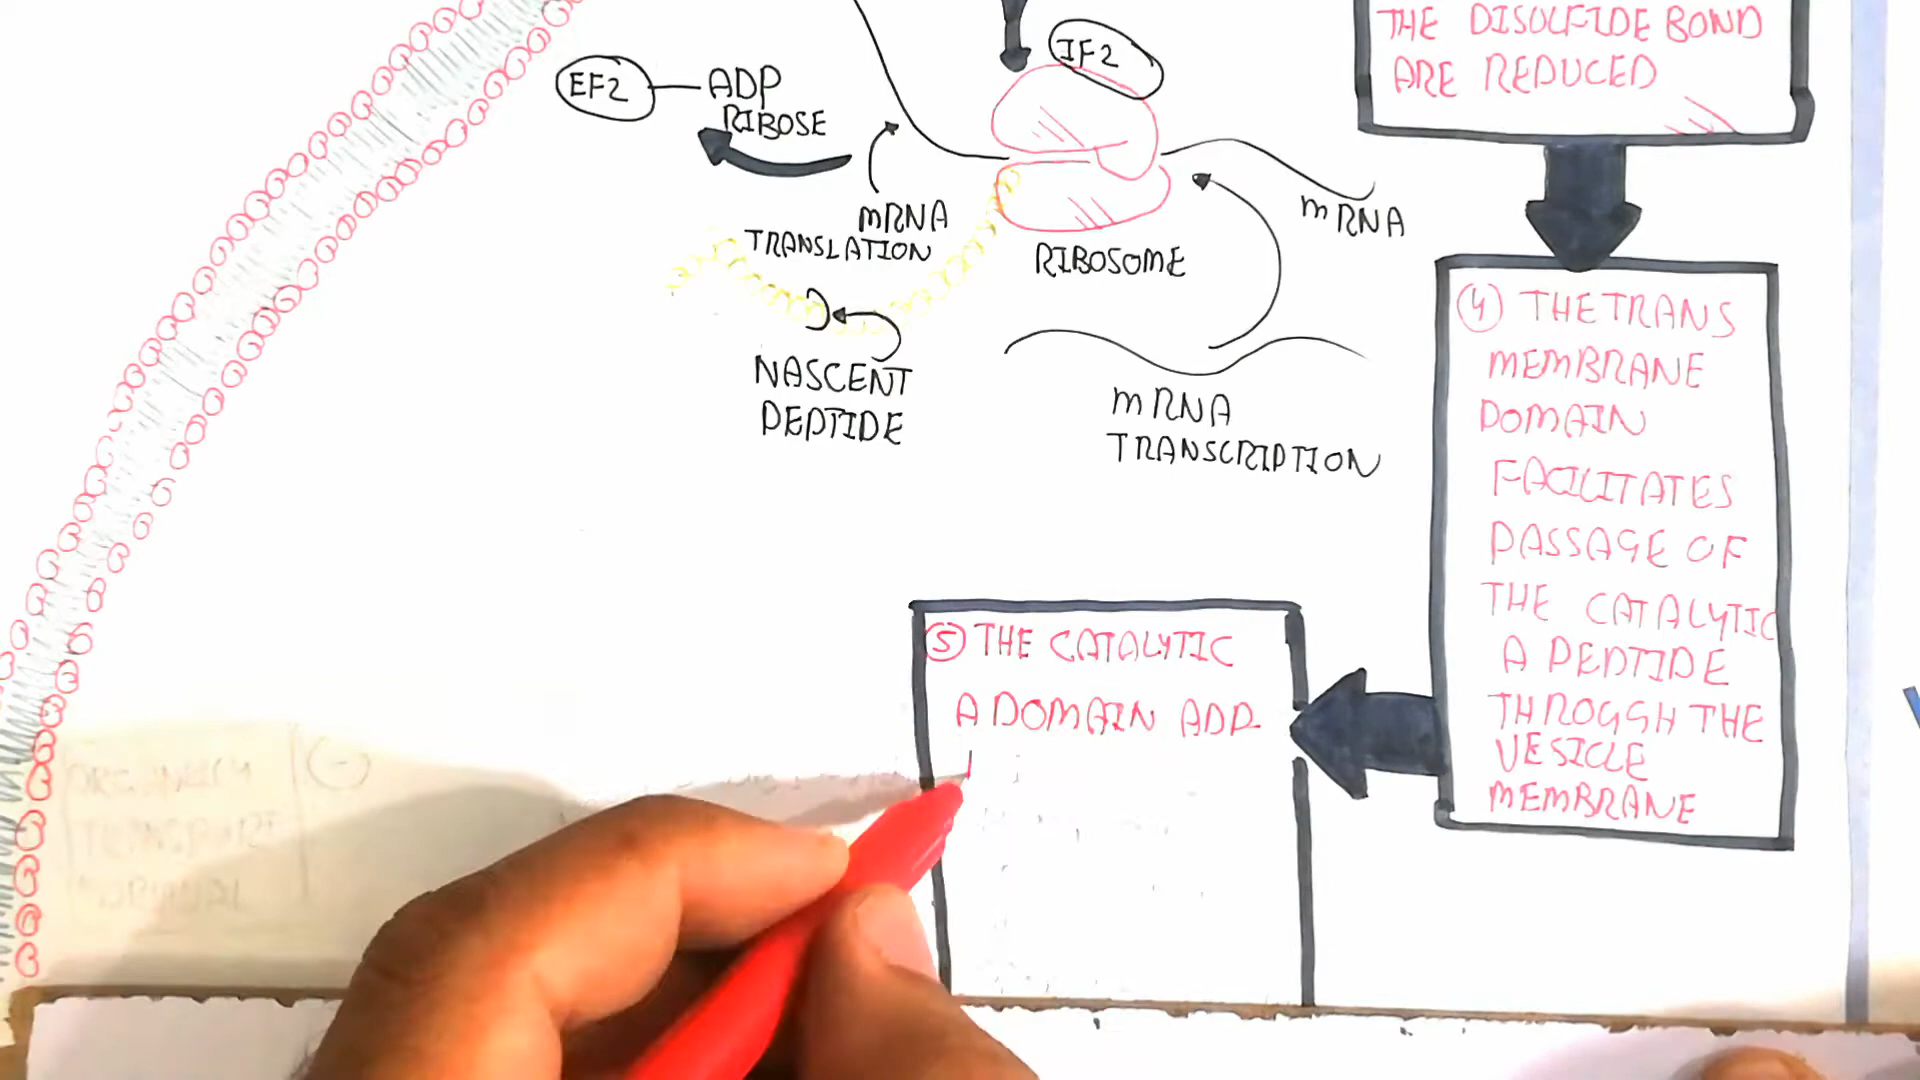 IF2
THE DISULFIDE BOND
ARE REDUCED
EF2
ADP
RIBOSE
mRNA
TRANSLATION
RIBOSOME
mRNA
NASCENT
PEPTIDE
mRNA
TRANSCRIPTION
4 THE TRANS
MEMBRANE
DOMAIN
FACILITATES
PASSAGE OF
THE CATALYTIC
A PEPTIDE
THROGGH THE
VESICLE
MEMBRANE
5 THE CATALYTIC
A DOMAIN ADP-